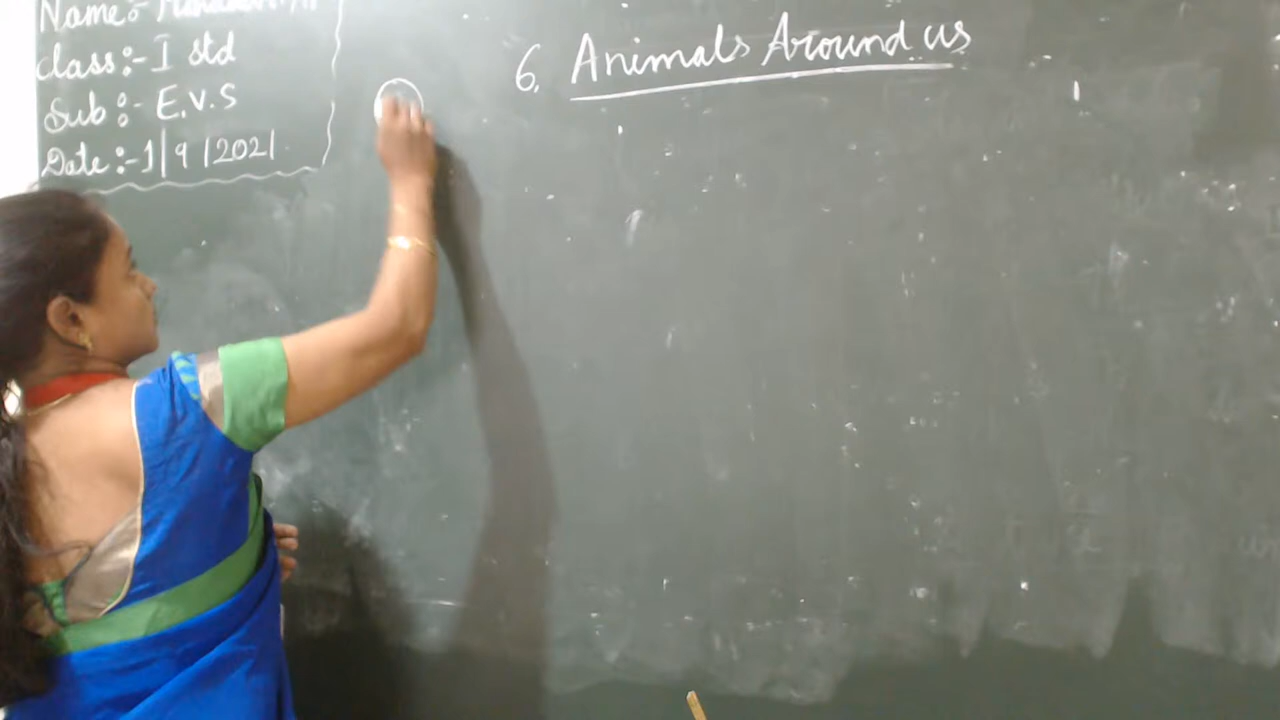 Name:-
Class:- I std
Sub:- E.V.S
Date:- 1/9/2021
6. Animals Around us